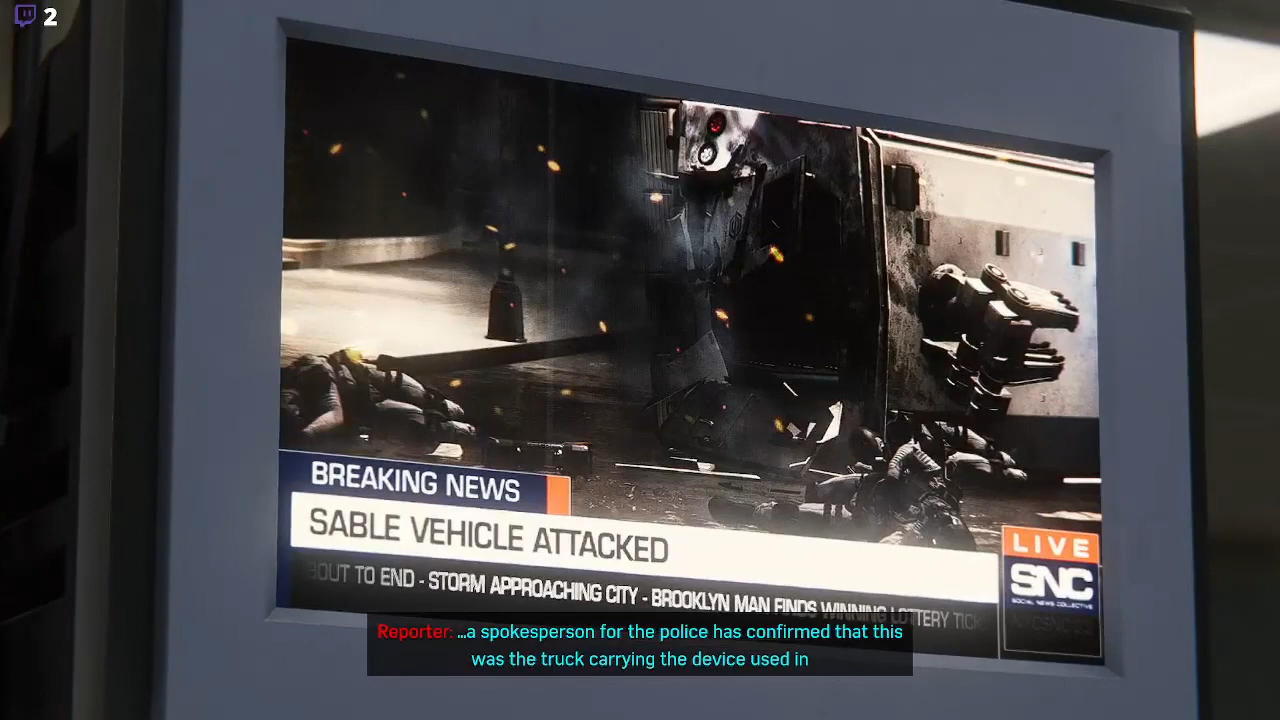 2
BREAKING NEWS
SABLE VEHICLE ATTACKED
BOUT TO END - STORM APPROACHING CITY - BROOKLYN MAN FINDS WINNING LOTTERY TICK
LIVE
SNC
SOCIAL NEWS COLLECTIVE
Reporter: …a spokesperson for the police has confirmed that this
was the truck carrying the device used in